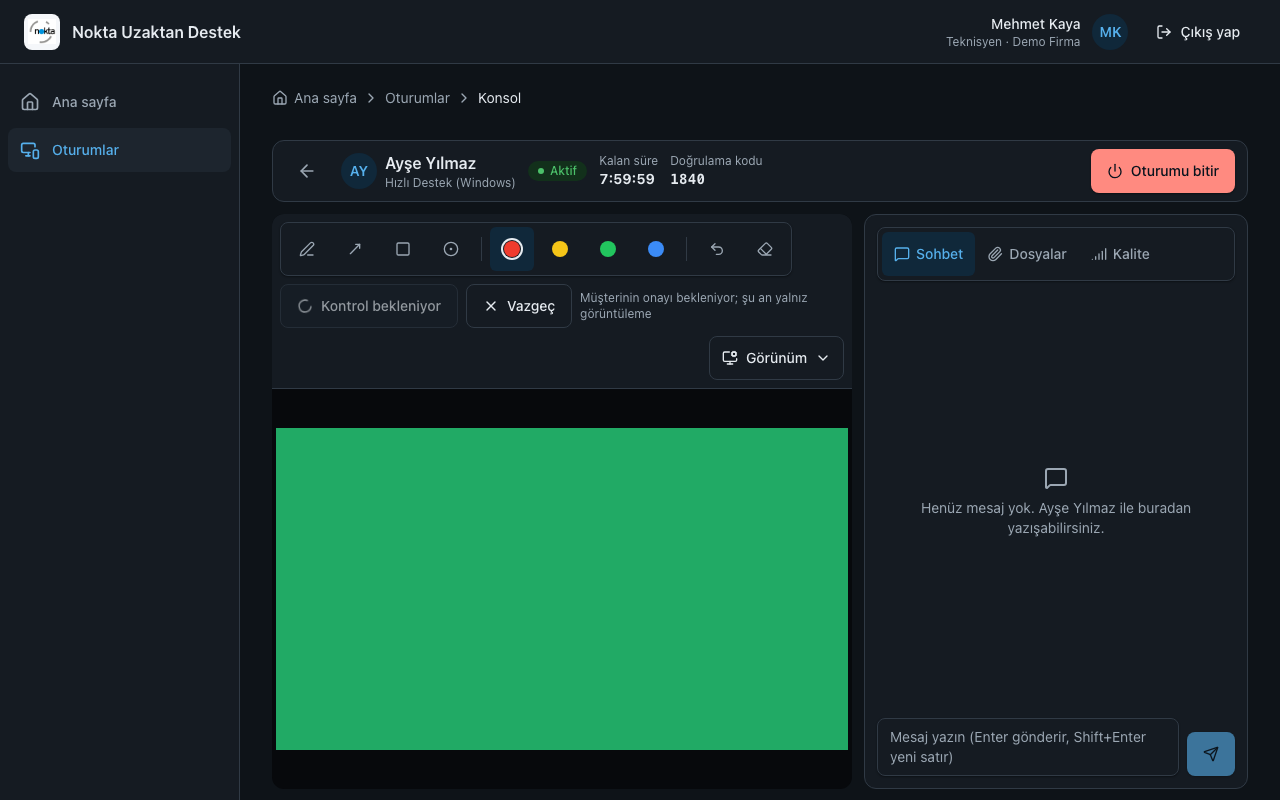 nokta
Nokta Uzaktan Destek
Mehmet Kaya
Teknisyen · Demo Firma
MK
Çıkış yap
Ana sayfa
Oturumlar
Ana sayfa
Oturumlar
Konsol
AY
Ayşe Yılmaz
Hızlı Destek (Windows)
Aktif
Kalan süre
7:59:59
Doğrulama kodu
1840
Oturumu bitir
Kontrol bekleniyor
Vazgeç
Müşterinin onayı bekleniyor; şu an yalnız
görüntüleme
Görünüm
Sohbet
Dosyalar
Kalite
Henüz mesaj yok. Ayşe Yılmaz ile buradan
yazışabilirsiniz.
Mesaj yazın (Enter gönderir, Shift+Enter
yeni satır)